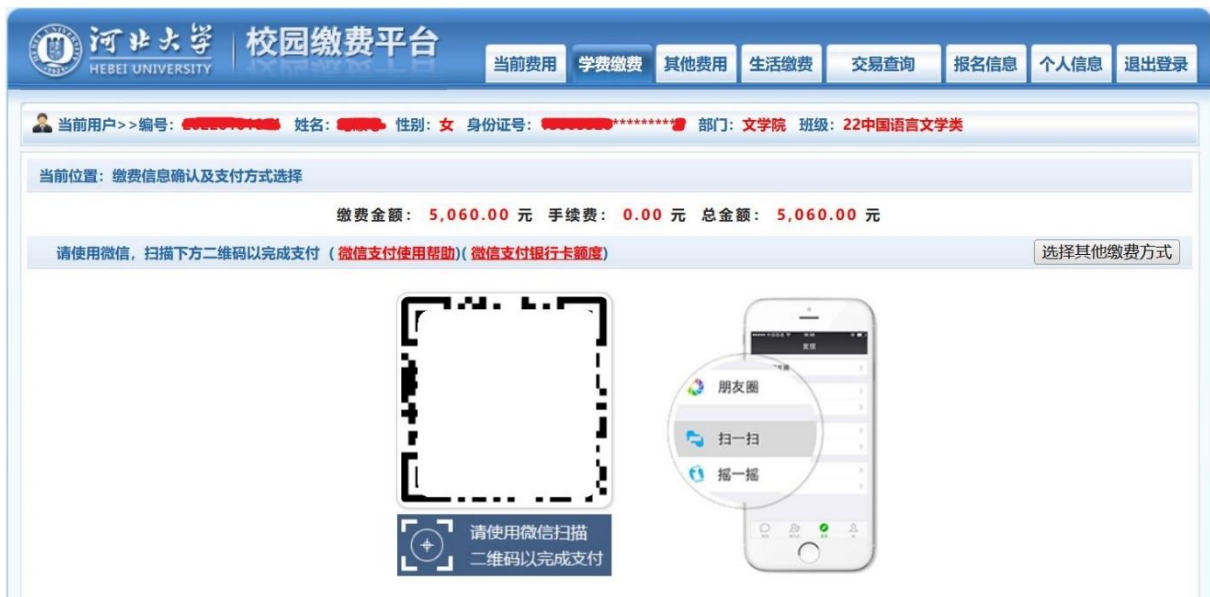 河北大学
HEBEI UNIVERSITY
校园缴费平台
当前费用 学费缴费 其他费用 生活缴费 交易查询 报名信息 个人信息 退出登录
当前用户>>编号: 姓名: 性别: 女 身份证号: ********* 部门: 文学院 班级: 22中国语言文学类
当前位置: 缴费信息确认及支付方式选择
缴费金额: 5,060.00 元 手续费: 0.00 元 总金额: 5,060.00 元
请使用微信, 扫描下方二维码以完成支付 (微信支付使用帮助)(微信支付银行卡额度)
选择其他缴费方式
发现
朋友圈
扫一扫
摇一摇
请使用微信扫描
二维码以完成支付